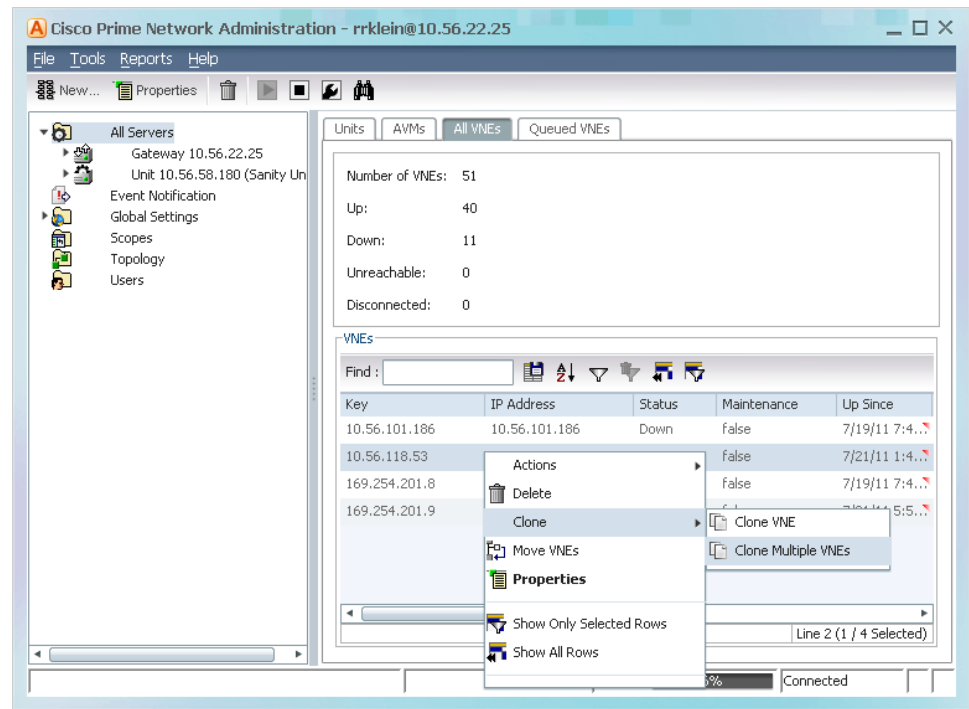 Cisco Prime Network Administration - rrklein@10.56.22.25
File Tools Reports Help
New... Properties
All Servers
Gateway 10.56.22.25
Unit 10.56.58.180 (Sanity Un
Event Notification
Global Settings
Scopes
Topology
Users
Units AVMs All VNEs Queued VNEs
Number of VNEs: 51
Up: 40
Down: 11
Unreachable: 0
Disconnected: 0
VNEs
Find :
Key IP Address Status Maintenance Up Since
10.56.101.186 10.56.101.186 Down false 7/19/11 7:4...
10.56.118.53 false 7/21/11 1:4...
169.254.201.8 false 7/19/11 7:4...
169.254.201.9 5:5...
Actions
Delete
Clone
Move VNEs
Properties
Show Only Selected Rows
Show All Rows
Clone VNE
Clone Multiple VNEs
Line 2 (1 / 4 Selected)
Connected